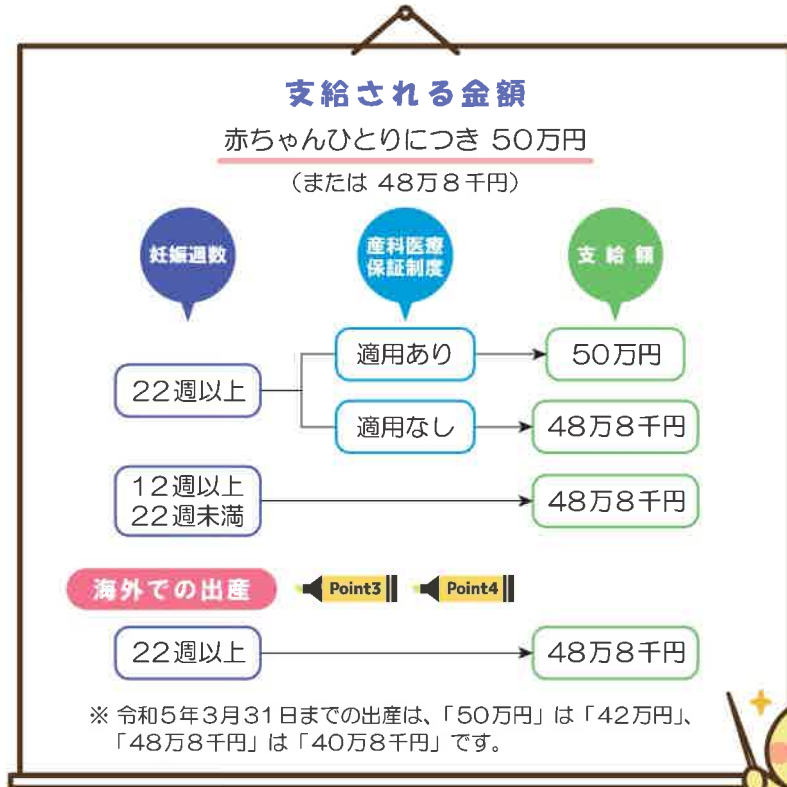 支給される金額
赤ちゃんひとりにつき 50万円
(または 48万8千円)
妊娠週数
産科医療
保証制度
支給額
22週以上
適用あり
50万円
適用なし
48万8千円
12週以上
22週未満
48万8千円
海外での出産
Point3
Point4
22週以上
48万8千円
※ 令和5年3月31日までの出産は、「50万円」は「42万円」、
「48万8千円」は「40万8千円」です。